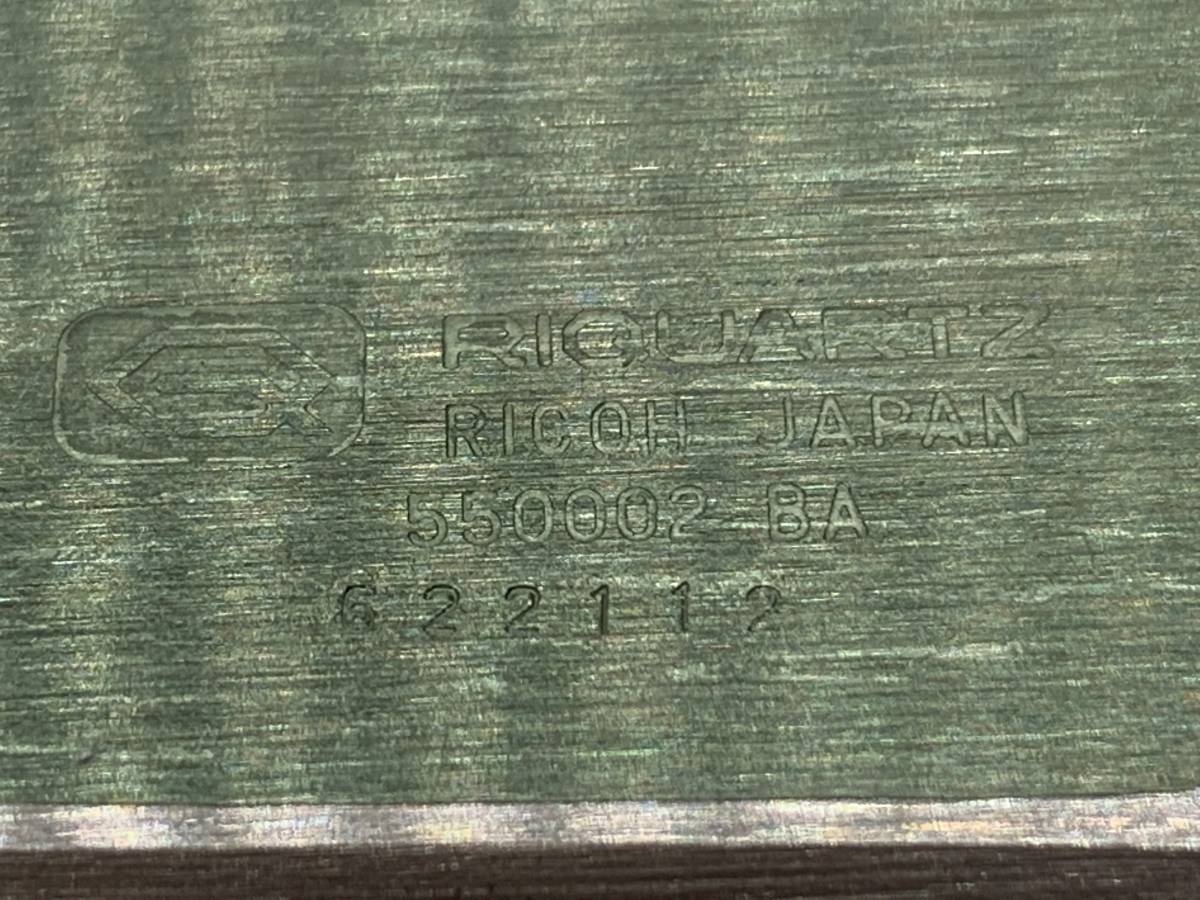 RIQUARTZ
RICOH JAPAN
550002 BA
622112